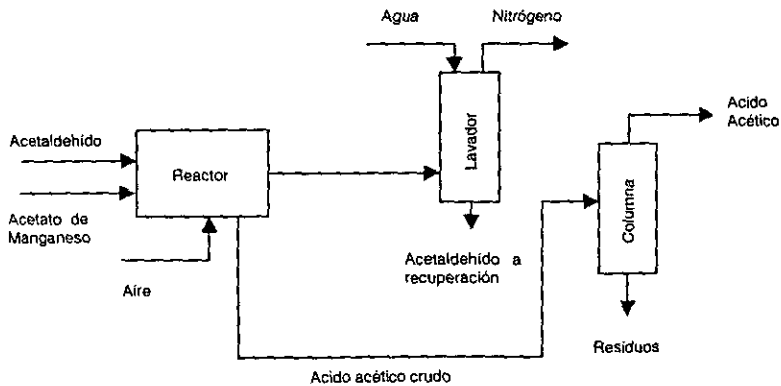 Agua
Nitrógeno
Acido
Acético
Lavador
Acetaldehído
Reactor
Columna
Acetato de
Manganeso
Aire
Acetaldehído a
recuperación
Residuos
Acido acético crudo